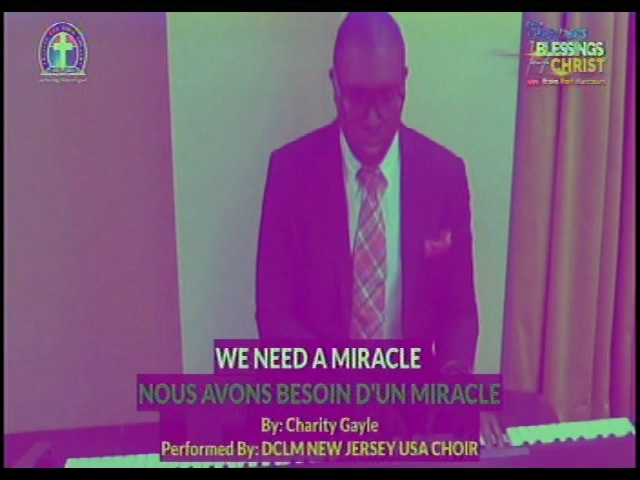 BLESSINGS
CHRIST
WE NEED A MIRACLE
NOUS AVONS BESOIN D'UN MIRACLE
By: Charity Gayle
Performed By: DCLM NEW JERSEY USA CHOIR